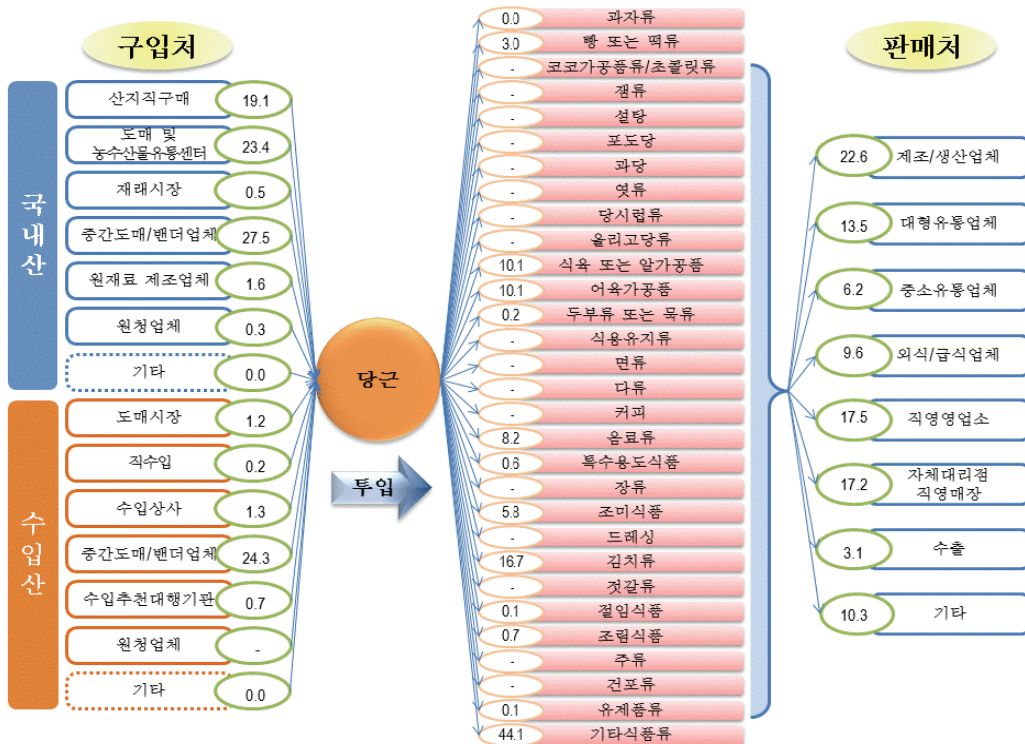 구입처
국내산
산지직구매 19.1
도매 및
농수산물유통센터 23.4
재래시장 0.5
중간도매/밴더업체 27.5
원재료 제조업체 1.6
원청업체 0.3
기타 0.0
수입산
도매시장 1.2
직수입 0.2
수입상사 1.3
중간도매/밴더업체 24.3
수입추천대행기관 0.7
원청업체 -
기타 0.0
당근
투입
0.0 과자류
3.0 빵 또는 떡류
- 코코가공품류/초콜릿류
- 잼류
- 설탕
- 포도당
- 과당
- 엿류
- 당시럽류
- 올리고당류
10.1 식육 또는 알가공품
10.1 어육가공품
0.2 두부류 또는 묵류
- 식용유지류
- 면류
- 다류
- 커피
8.2 음료류
0.6 특수용도식품
- 장류
5.8 조미식품
- 드레싱
16.7 김치류
- 젓갈류
0.1 절임식품
0.7 조림식품
- 주류
- 건포류
0.1 유제품류
44.1 기타식품류
판매처
22.6 제조/생산업체
13.5 대형유통업체
6.2 중소유통업체
9.6 외식/급식업체
17.5 직영영업소
17.2 자체대리점
직영매장
3.1 수출
10.3 기타